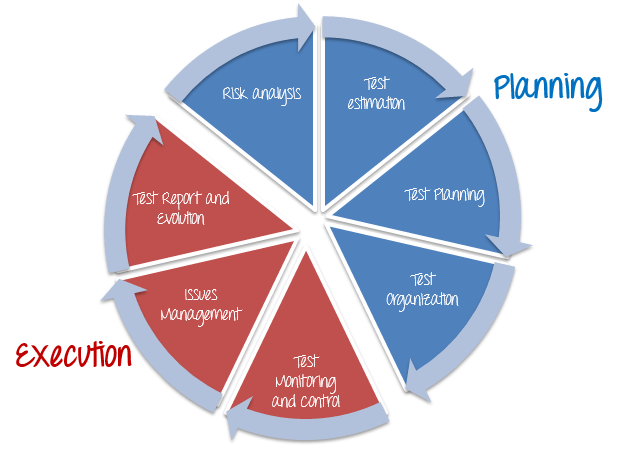 Risk analysis
Test
estimation
Planning
Test Planning
Test
Organization
Test
Monitoring
and Control
Issues
Management
Execution
Test Report and
Evolution